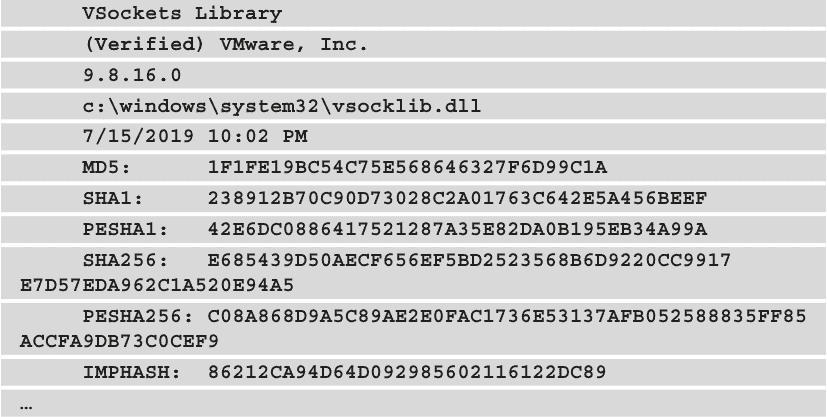 VSockets Library
(Verified) VMware, Inc.
9.8.16.0
c:\windows\system32\vsocklib.dll
7/15/2019 10:02 PM
MD5: 1F1FE19BC54C75E568646327F6D99C1A
SHA1: 238912B70C90D73028C2A01763C642E5A456BEEF
PESHA1: 42E6DC0886417521287A35E82DA0B195EB34A99A
SHA256: E685439D50AECF656EF5BD2523568B6D9220CC9917
E7D57EDA962C1A520E94A5
PESHA256: C08A868D9A5C89AE2E0FAC1736E53137AFB052588835FF85
ACCFA9DB73C0CEF9
IMPHASH: 86212CA94D64D092985602116122DC89
…